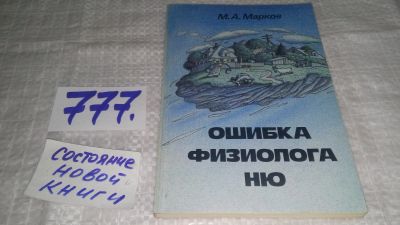 М.А.Марков
ОШИБКА
ФИЗИОЛОГА
НЮ
777.
СОСТОЯНИЕ
НОВОЙ
КНИГИ